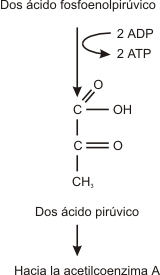 Dos ácido fosfoenolpirúvico
2 ADP
2 ATP
O
C OH
C O
CH₃
Dos ácido pirúvico
Hacia la acetilcoenzima A